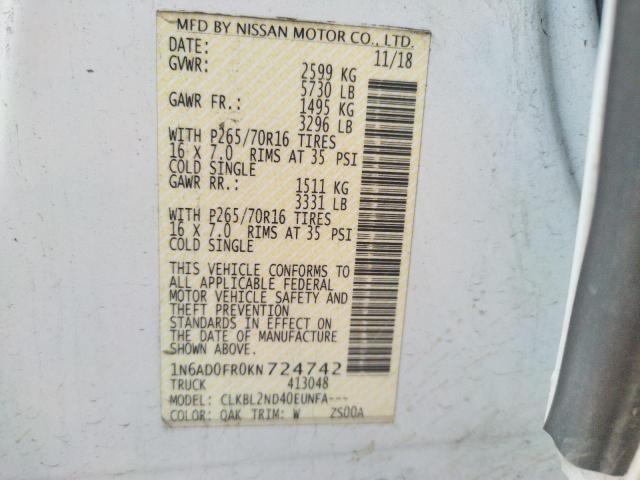 MFD BY NISSAN MOTOR CO., LTD.
DATE: 11/18
GVWR: 2599 KG
5730 LB
GAWR FR.: 1495 KG
3296 LB
WITH P265/70R16 TIRES
16 X 7.0 RIMS AT 35 PSI
COLD SINGLE
GAWR RR.: 1511 KG
3331 LB
WITH P265/70R16 TIRES
16 X 7.0 RIMS AT 35 PSI
COLD SINGLE
THIS VEHICLE CONFORMS TO
ALL APPLICABLE FEDERAL
MOTOR VEHICLE SAFETY AND
THEFT PREVENTION
STANDARDS IN EFFECT ON
THE DATE OF MANUFACTURE
SHOWN ABOVE.
1N6AD0FR0KN724742
TRUCK 413048
MODEL: CLKBL2ND40EUNFA---
COLOR: QAK TRIM: W ZS00A